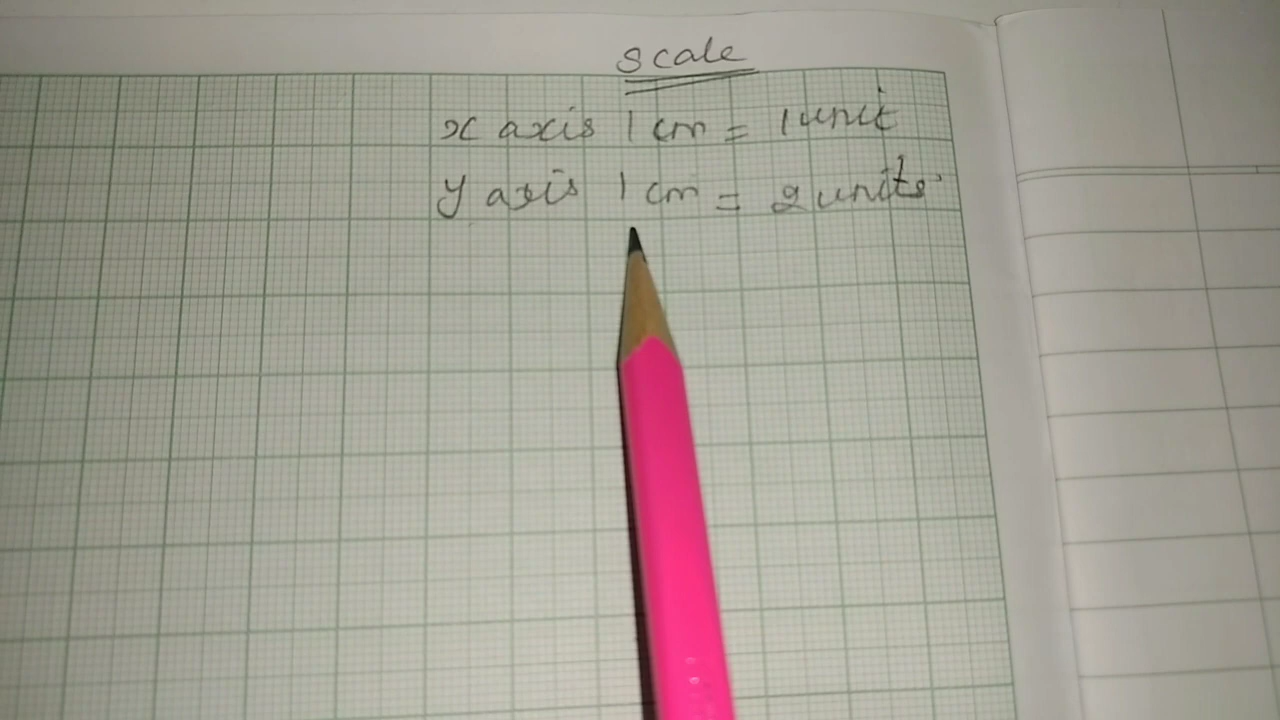 scale
x axis 1 cm = 1 unit
y axis 1 cm = 2 units